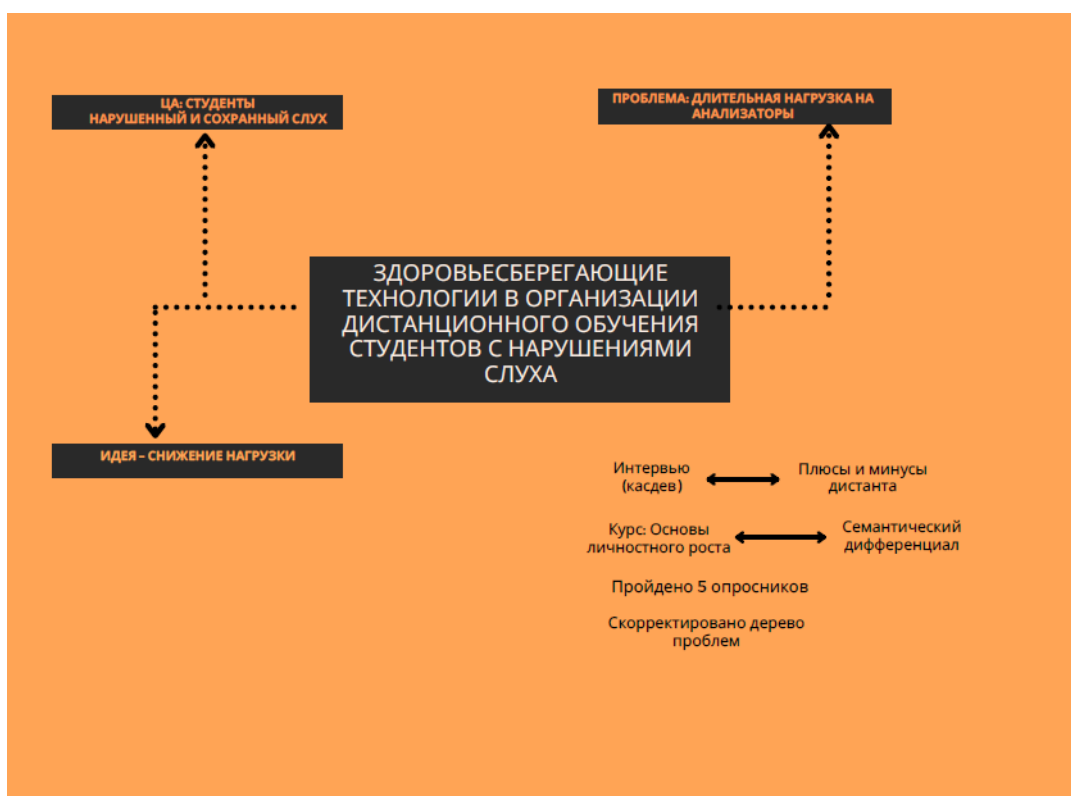 ЦА: СТУДЕНТЫ
НАРУШЕННЫЙ И СОХРАННЫЙ СЛУХ
ПРОБЛЕМА: ДЛИТЕЛЬНАЯ НАГРУЗКА НА
АНАЛИЗАТОРЫ
ЗДОРОВЬЕСБЕРЕГАЮЩИЕ
ТЕХНОЛОГИИ В ОРГАНИЗАЦИИ
ДИСТАНЦИОННОГО ОБУЧЕНИЯ
СТУДЕНТОВ С НАРУШЕНИЯМИ
СЛУХА
ИДЕЯ – СНИЖЕНИЕ НАГРУЗКИ
Интервью
(касдев)
Плюсы и минусы
дистанта
Курс: Основы
личностного роста
Семантический
дифференциал
Пройдено 5 опросников
Скорректировано дерево
проблем